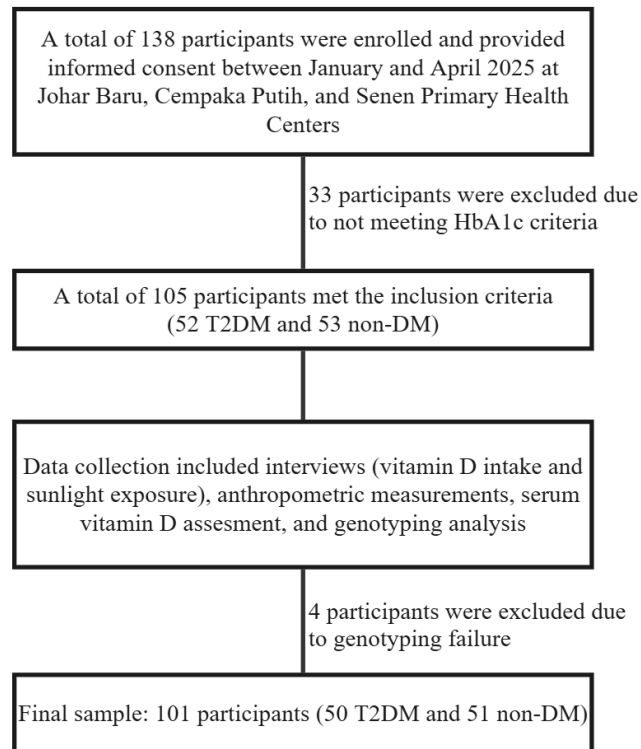 A total of 138 participants were enrolled and provided
informed consent between January and April 2025 at
Johar Baru, Cempaka Putih, and Senen Primary Health
Centers
33 participants were excluded due
to not meeting HbA1c criteria
A total of 105 participants met the inclusion criteria
(52 T2DM and 53 non-DM)
Data collection included interviews (vitamin D intake and
sunlight exposure), anthropometric measurements, serum
vitamin D assesment, and genotyping analysis
4 participants were excluded due
to genotyping failure
Final sample: 101 participants (50 T2DM and 51 non-DM)